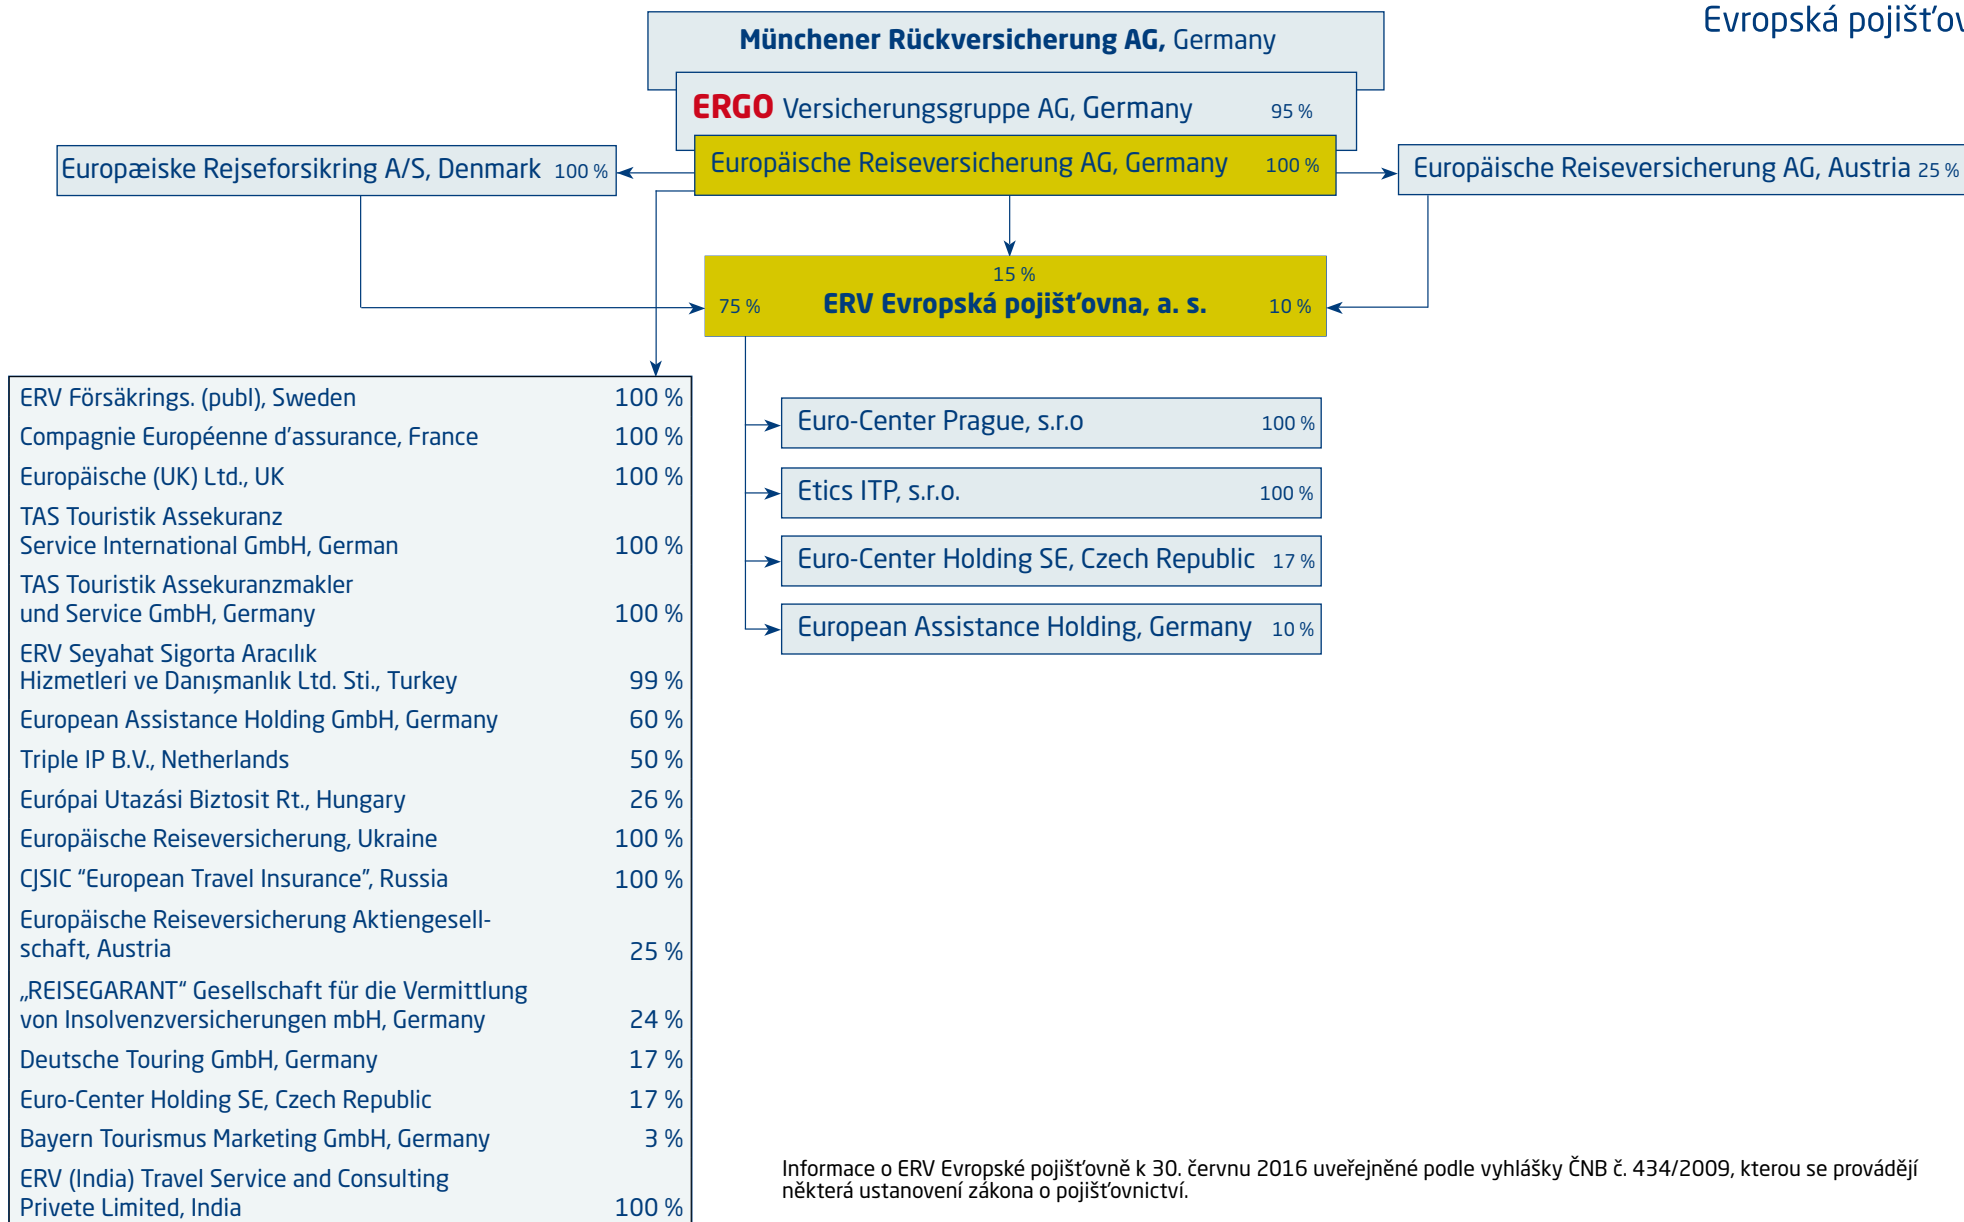 Evropská pojišťov
Münchener Rückversicherung AG, Germany
ERGO Versicherungsgruppe AG, Germany 95 %
Europæiske Rejseforsikring A/S, Denmark 100 %
Europäische Reiseversicherung AG, Germany 100 %
Europäische Reiseversicherung AG, Austria 25 %
15 %
75 % ERV Evropská pojišťovna, a. s. 10 %
ERV Försäkrings. (publ), Sweden 100 %
Compagnie Européenne d'assurance, France 100 %
Europäische (UK) Ltd., UK 100 %
TAS Touristik Assekuranz
Service International GmbH, German 100 %
TAS Touristik Assekuranzmakler
und Service GmbH, Germany 100 %
ERV Seyahat Sigorta Aracılık
Hizmetleri ve Danışmanlık Ltd. Sti., Turkey 99 %
European Assistance Holding GmbH, Germany 60 %
Triple IP B.V., Netherlands 50 %
Európai Utazási Biztosit Rt., Hungary 26 %
Europäische Reiseversicherung, Ukraine 100 %
CJSIC “European Travel Insurance”, Russia 100 %
Europäische Reiseversicherung Aktiengesell-
schaft, Austria 25 %
„REISEGARANT“ Gesellschaft für die Vermittlung
von Insolvenzversicherungen mbH, Germany 24 %
Deutsche Touring GmbH, Germany 17 %
Euro-Center Holding SE, Czech Republic 17 %
Bayern Tourismus Marketing GmbH, Germany 3 %
ERV (India) Travel Service and Consulting
Privete Limited, India 100 %
Euro-Center Prague, s.r.o 100 %
Etics ITP, s.r.o. 100 %
Euro-Center Holding SE, Czech Republic 17 %
European Assistance Holding, Germany 10 %
Informace o ERV Evropské pojišťovně k 30. červnu 2016 uveřejněné podle vyhlášky ČNB č. 434/2009, kterou se provádějí
některá ustanovení zákona o pojišťovnictví.